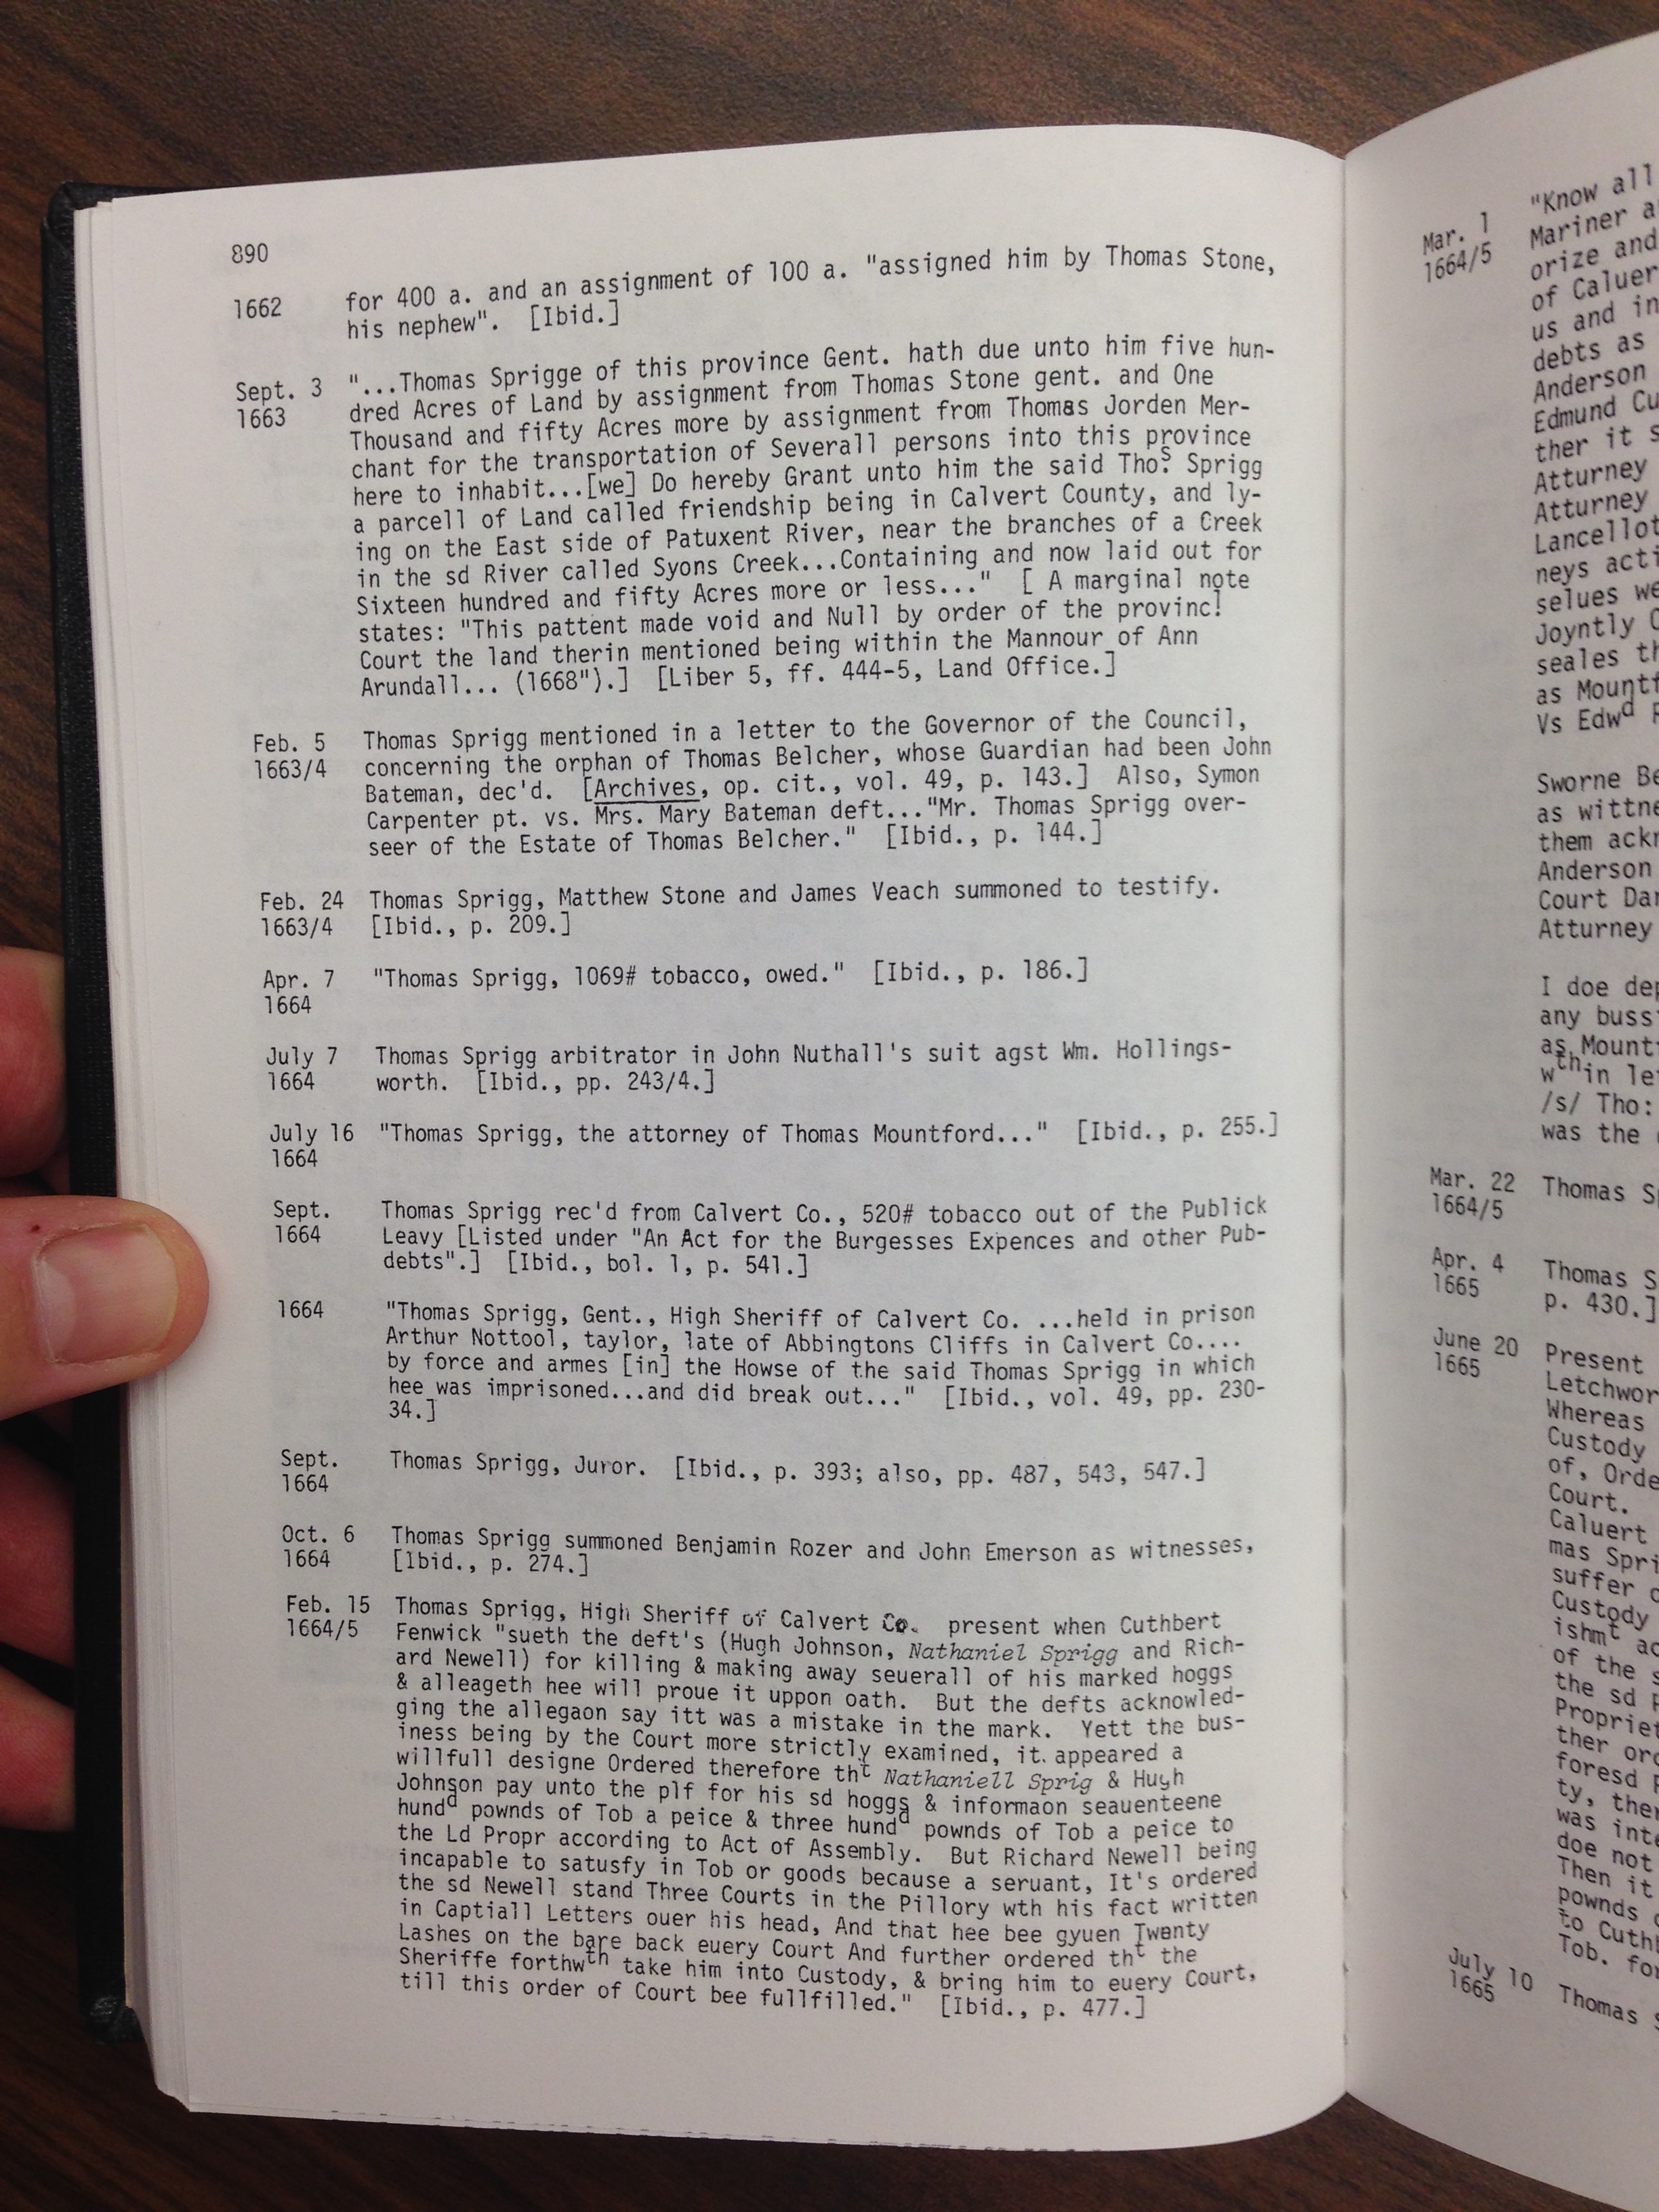 890
1662 for 400 a. and an assignment of 100 a. "assigned him by Thomas Stone,
his nephew". [Ibid.]
Sept. 3 "...Thomas Sprigge of this province Gent. hath due unto him five hun-
1663 dred Acres of Land by assignment from Thomas Stone gent. and One
Thousand and fifty Acres more by assignment from Thomas Jorden Mer-
chant for the transportation of Severall persons into this province
here to inhabit...[we] Do hereby Grant unto him the said Tho.s Sprigg
a parcell of Land called friendship being in Calvert County, and ly-
ing on the East side of Patuxent River, near the branches of a Creek
in the sd River called Syons Creek...Containing and now laid out for
Sixteen hundred and fifty Acres more or less..." [ A marginal note
states: "This pattent made void and Null by order of the provinc!
Court the land therin mentioned being within the Mannour of Ann
Arundall... (1668").] [Liber 5, ff. 444-5, Land Office.]
Feb. 5 Thomas Sprigg mentioned in a letter to the Governor of the Council,
1663/4 concerning the orphan of Thomas Belcher, whose Guardian had been John
Bateman, dec'd. [Archives, op. cit., vol. 49, p. 143.] Also, Symon
Carpenter pt. vs. Mrs. Mary Bateman deft..."Mr. Thomas Sprigg over-
seer of the Estate of Thomas Belcher." [Ibid., p. 144.]
Feb. 24 Thomas Sprigg, Matthew Stone and James Veach summoned to testify.
1663/4 [Ibid., p. 209.]
Apr. 7 "Thomas Sprigg, 1069# tobacco, owed." [Ibid., p. 186.]
1664
July 7 Thomas Sprigg arbitrator in John Nuthall's suit agst Wm. Hollings-
1664 worth. [Ibid., pp. 243/4.]
July 16 "Thomas Sprigg, the attorney of Thomas Mountford..." [Ibid., p. 255.]
1664
Sept. Thomas Sprigg rec'd from Calvert Co., 520# tobacco out of the Publick
1664 Leavy [Listed under "An Act for the Burgesses Expences and other Pub-
debts".] [Ibid., bol. 1, p. 541.]
1664 "Thomas Sprigg, Gent., High Sheriff of Calvert Co. ...held in prison
Arthur Nottool, taylor, late of Abbingtons Cliffs in Calvert Co....
by force and armes [in] the Howse of the said Thomas Sprigg in which
hee was imprisoned...and did break out..." [Ibid., vol. 49, pp. 230-
34.]
Sept. Thomas Sprigg, Juror. [Ibid., p. 393; also, pp. 487, 543, 547.]
1664
Oct. 6 Thomas Sprigg summoned Benjamin Rozer and John Emerson as witnesses,
1664 [Ibid., p. 274.]
Feb. 15 Thomas Sprigg, High Sheriff of Calvert Co. present when Cuthbert
1664/5 Fenwick "sueth the deft's (Hugh Johnson, Nathaniel Sprigg and Rich-
ard Newell) for killing & making away seuerall of his marked hoggs
& alleageth hee will proue it uppon oath. But the defts acknowled-
ging the allegaon say itt was a mistake in the mark. Yett the bus-
iness being by the Court more strictly examined, it appeared a
willfull designe Ordered therefore tht Nathaniell Sprig & Hugh
Johnson pay unto the plf for his sd hoggs & informaon seauenteene
hundd pownds of Tob a peice & three hundd pownds of Tob a peice to
the Ld Propr according to Act of Assembly. But Richard Newell being
incapable to satusfy in Tob or goods because a seruant, It's ordered
the sd Newell stand Three Courts in the Pillory wth his fact written
in Captiall Letters ouer his head, And that hee bee gyuen Twenty
Lashes on the bare back euery Court And further ordered tht the
Sheriffe forthwth take him into Custody, & bring him to euery Court,
till this order of Court bee fullfilled." [Ibid., p. 477.]
Mar. 1 "Know all
1664/5 Mariner
orize and
of Caluer
us and in
debts as
Anderson
Edmund
ther it
Atturney
Atturney
Lancellot
neys
selues
Joyntly
seales
as
Vs Edwd
Sworne
as
them
Anderson
Court
Atturney
I doe
any
as
wthin
/s/ Tho:
was the
Mar. 22 Thomas
1664/5
Apr. 4 Thomas
1665 p. 430.]
June 20 Present
1665
Whereas
Custody
of,
Court.
Caluert
suffer
Custody
of the
the sd
ther
was
doe not
Then it
pownds
to
Tob. for
July 10 Thomas
1665